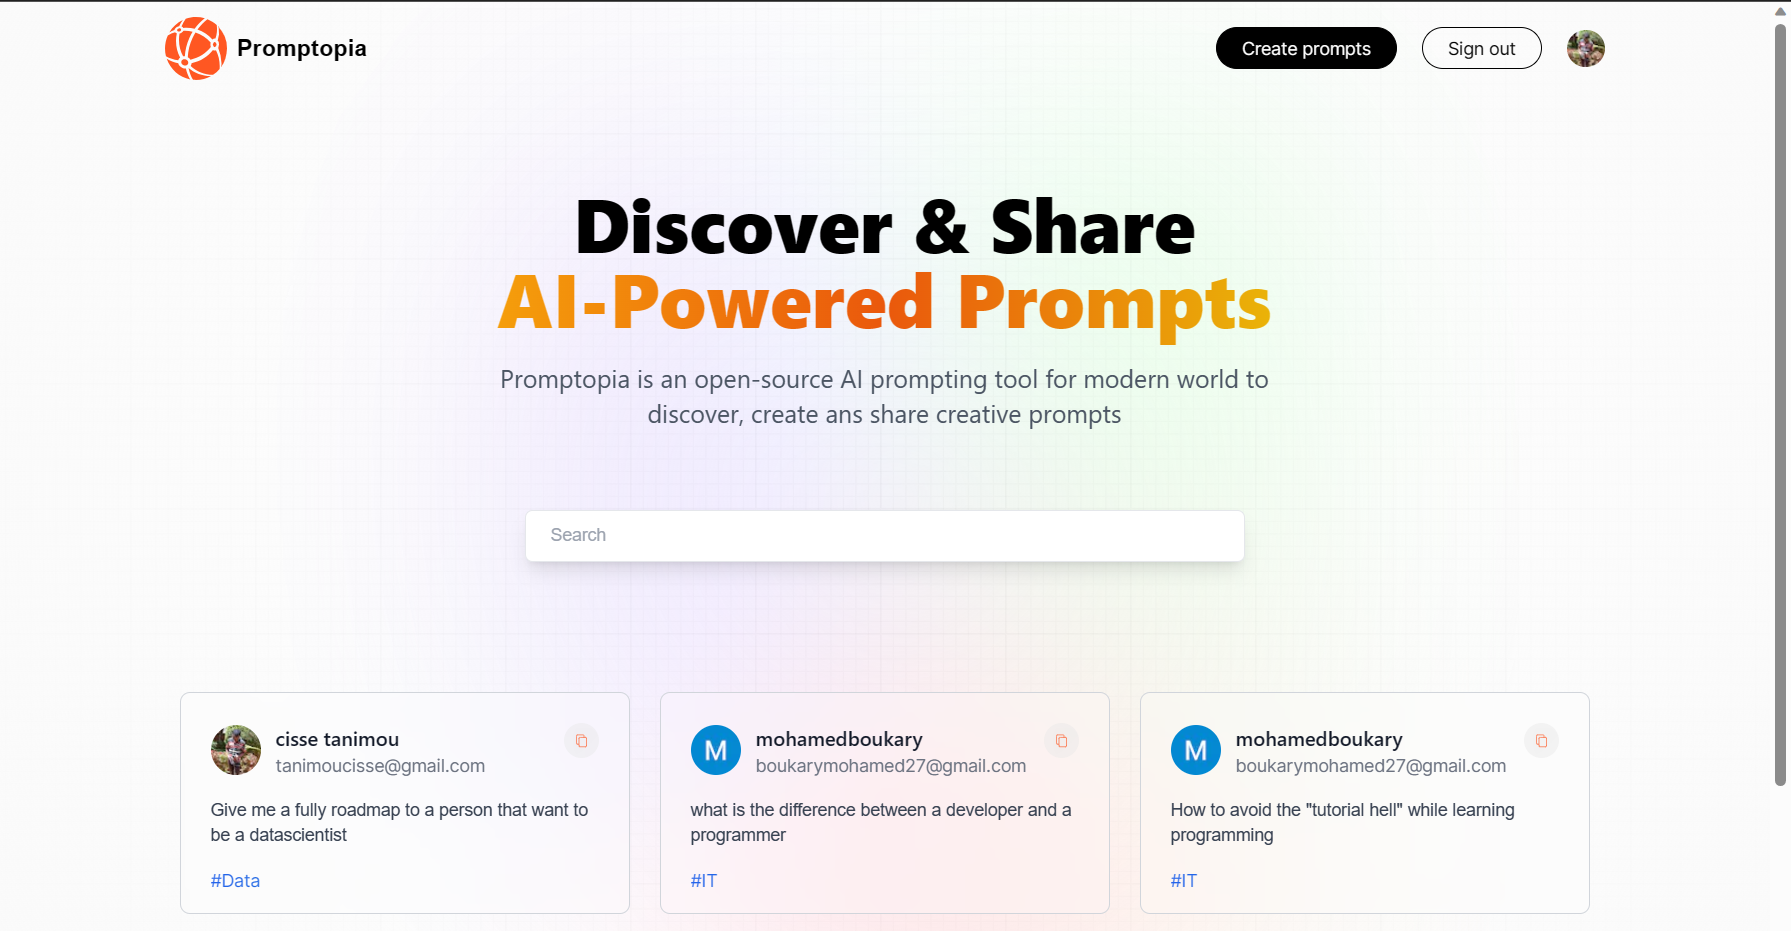 Promptopia
Create prompts
Sign out
Discover & Share
AI-Powered Prompts
Promptopia is an open-source AI prompting tool for modern world to
discover, create ans share creative prompts
Search
cisse tanimou
tanimoucisse@gmail.com
Give me a fully roadmap to a person that want to
be a datascientist
#Data
M
mohamedboukary
boukarymohamed27@gmail.com
what is the difference between a developer and a
programmer
#IT
M
mohamedboukary
boukarymohamed27@gmail.com
How to avoid the "tutorial hell" while learning
programming
#IT